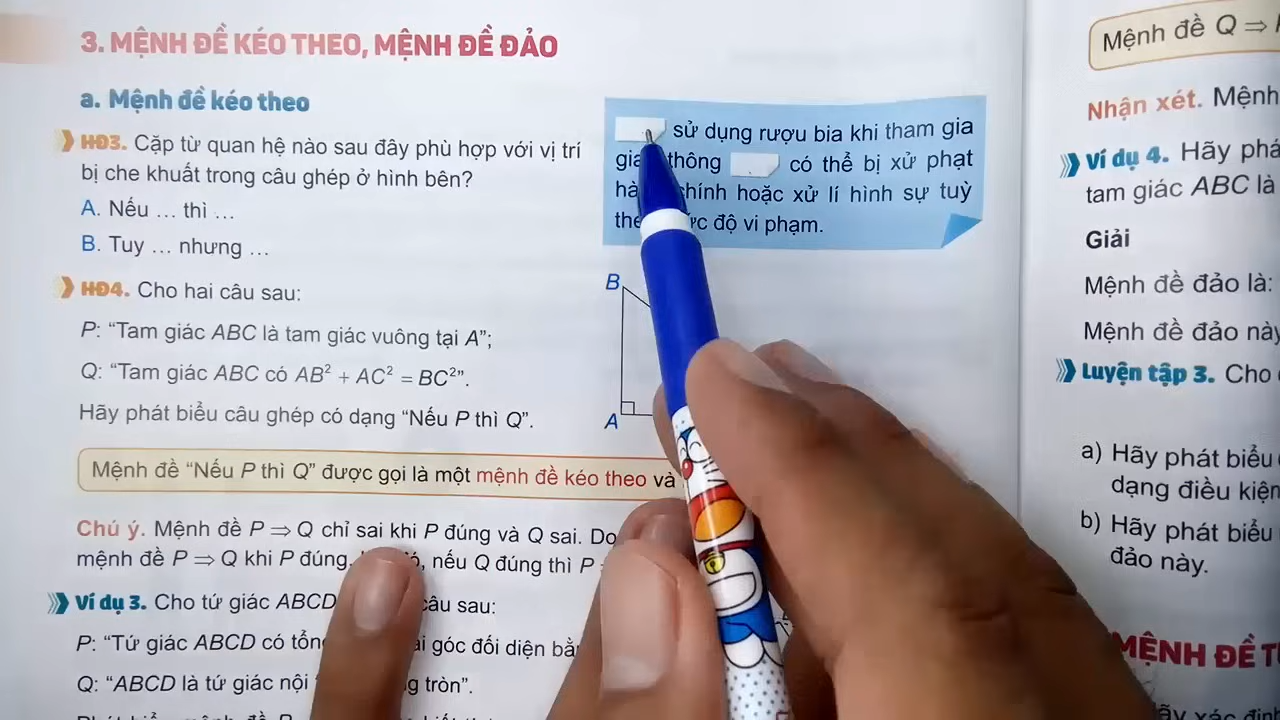 3. MỆNH ĐỀ KÉO THEO, MỆNH ĐỀ ĐẢO
a. Mệnh đề kéo theo
HĐ3. Cặp từ quan hệ nào sau đây phù hợp với vị trí
bị che khuất trong câu ghép ở hình bên?
A. Nếu … thì …
B. Tuy … nhưng …
sử dụng rượu bia khi tham gia
thông có thể bị xử phạt
chính hoặc xử lí hình sự tuỳ
độ vi phạm.
HĐ4. Cho hai câu sau:
P: “Tam giác ABC là tam giác vuông tại A”;
Q: “Tam giác ABC có AB² + AC² = BC²”.
Hãy phát biểu câu ghép có dạng “Nếu P thì Q”.
B
A
Mệnh đề “Nếu P thì Q” được gọi là một mệnh đề kéo theo và
Chú ý. Mệnh đề P ⇒ Q chỉ sai khi P đúng và Q sai. Do
mệnh đề P ⇒ Q khi P đúng. nếu Q đúng thì P
Ví dụ 3. Cho tứ giác ABCD câu sau:
P: “Tứ giác ABCD có góc đối diện
Q: “ABCD là tứ giác nội tròn”.
Mệnh đề Q ⇒
Nhận xét. Mệnh
Ví dụ 4. Hãy
tam giác ABC là
Giải
Mệnh đề đảo là:
Mệnh đề đảo này
Luyện tập 3. Cho
a) Hãy phát biểu
dạng điều kiện
b) Hãy phát biểu
đảo này.
MỆNH ĐỀ